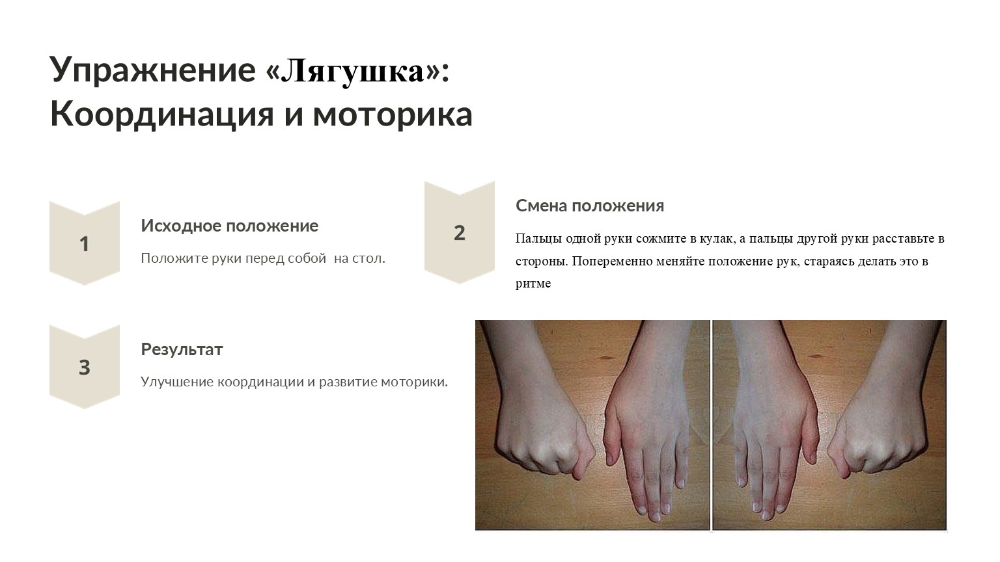 Упражнение «Лягушка»:
Координация и моторика
1
Исходное положение
Положите руки перед собой  на стол.
2
Смена положения
Пальцы одной руки сожмите в кулак, а пальцы другой руки расставьте в
стороны. Попеременно меняйте положение рук, стараясь делать это в
ритме
3
Результат
Улучшение координации и развитие моторики.